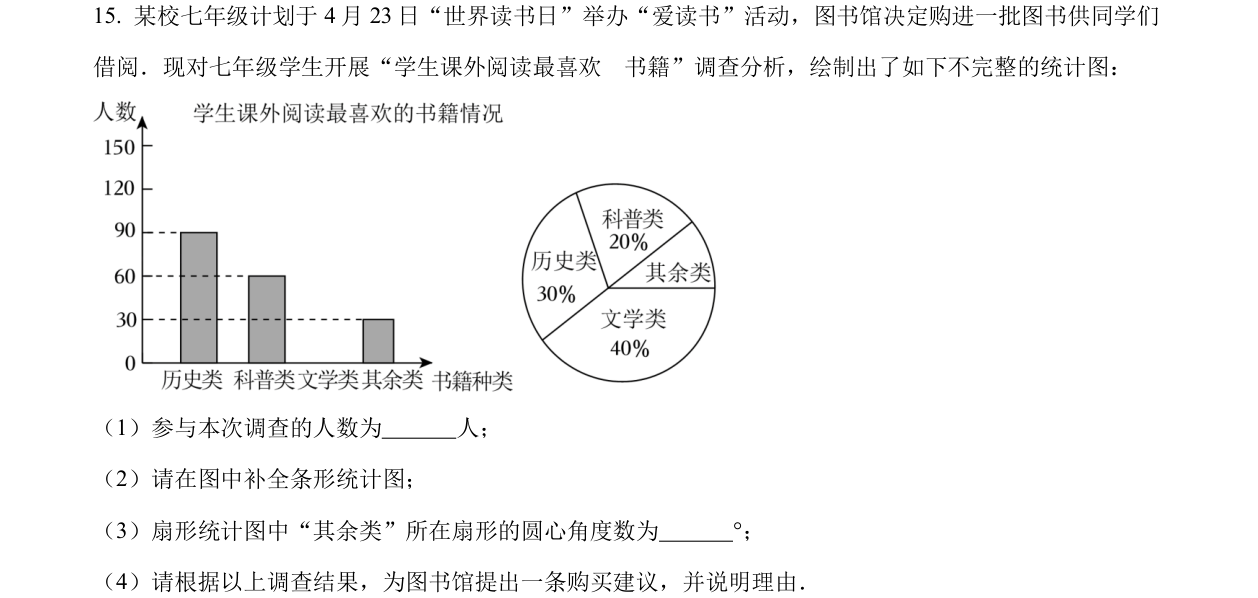 15. 某校七年级计划于 4 月 23 日“世界读书日”举办“爱读书”活动，图书馆决定购进一批图书供同学们
借阅．现对七年级学生开展“学生课外阅读最喜欢 书籍”调查分析，绘制出了如下不完整的统计图：
人数
学生课外阅读最喜欢的书籍情况
150
120
90
60
30
0
历史类 科普类 文学类 其余类 书籍种类
科普类
20%
历史类
30%
其余类
文学类
40%
（1）参与本次调查的人数为______人；
（2）请在图中补全条形统计图；
（3）扇形统计图中“其余类”所在扇形的圆心角度数为______°；
（4）请根据以上调查结果，为图书馆提出一条购买建议，并说明理由．